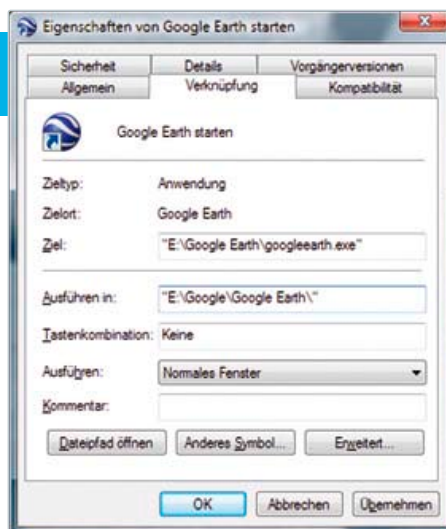 Eigenschaften von Google Earth starten
Sicherheit Details Vorgängerversionen
Allgemein Verknüpfung Kompatibilität
Google Earth starten
Zieltyp: Anwendung
Zielort: Google Earth
Ziel: "E:\Google Earth\googleearth.exe"
Ausführen in: "E:\Google\Google Earth\"
Tastenkombination: Keine
Ausführen: Normales Fenster
Kommentar:
Dateipfad öffnen Anderes Symbol... Erweitert...
OK Abbrechen Übernehmen